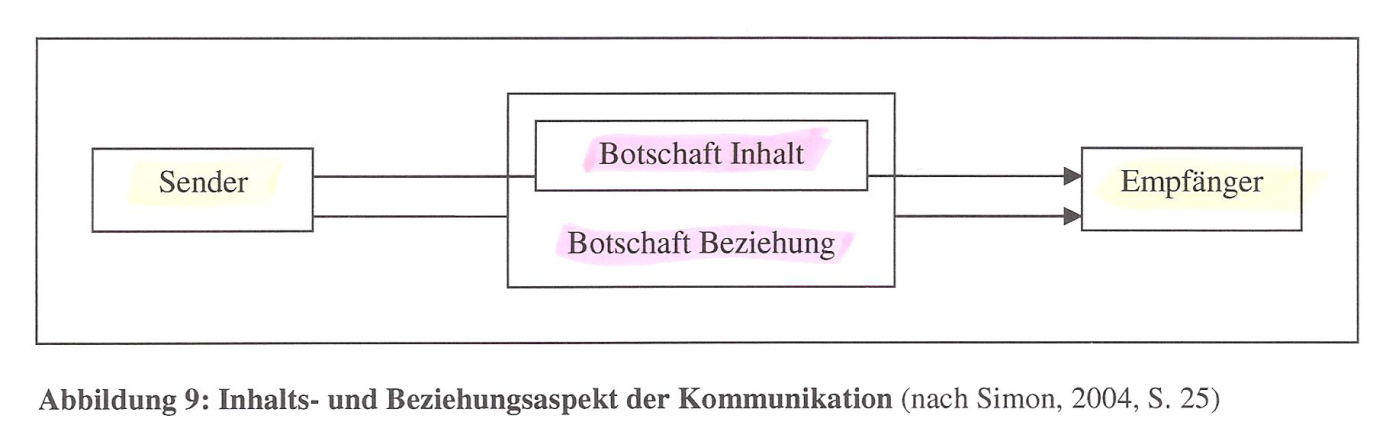 Botschaft Inhalt
Sender
Empfänger
Botschaft Beziehung
Abbildung 9: Inhalts- und Beziehungsaspekt der Kommunikation (nach Simon, 2004, S. 25)